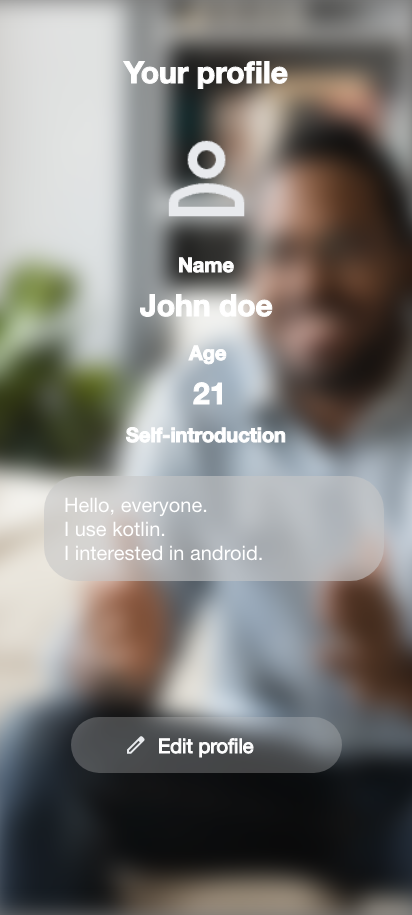 Your profile
Name
John doe
Age
21
Self-introduction
Hello, everyone.
I use kotlin.
I interested in android.
Edit profile